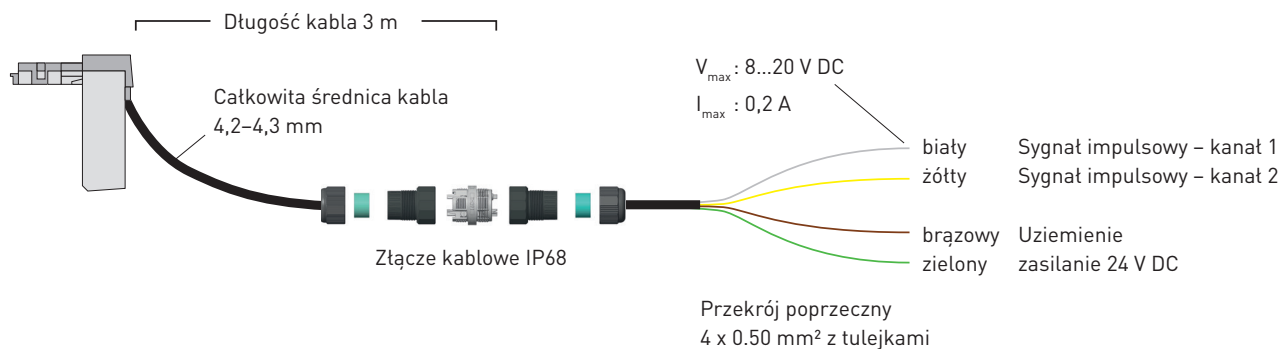 Długość kabla 3 m
Całkowita średnica kabla
4,2–4,3 mm
Złącze kablowe IP68
Vmax : 8...20 V DC
Imax : 0,2 A
biały Sygnał impulsowy – kanał 1
żółty Sygnał impulsowy – kanał 2
brązowy Uziemienie
zielony zasilanie 24 V DC
Przekrój poprzeczny
4 x 0.50 mm² z tulejkami